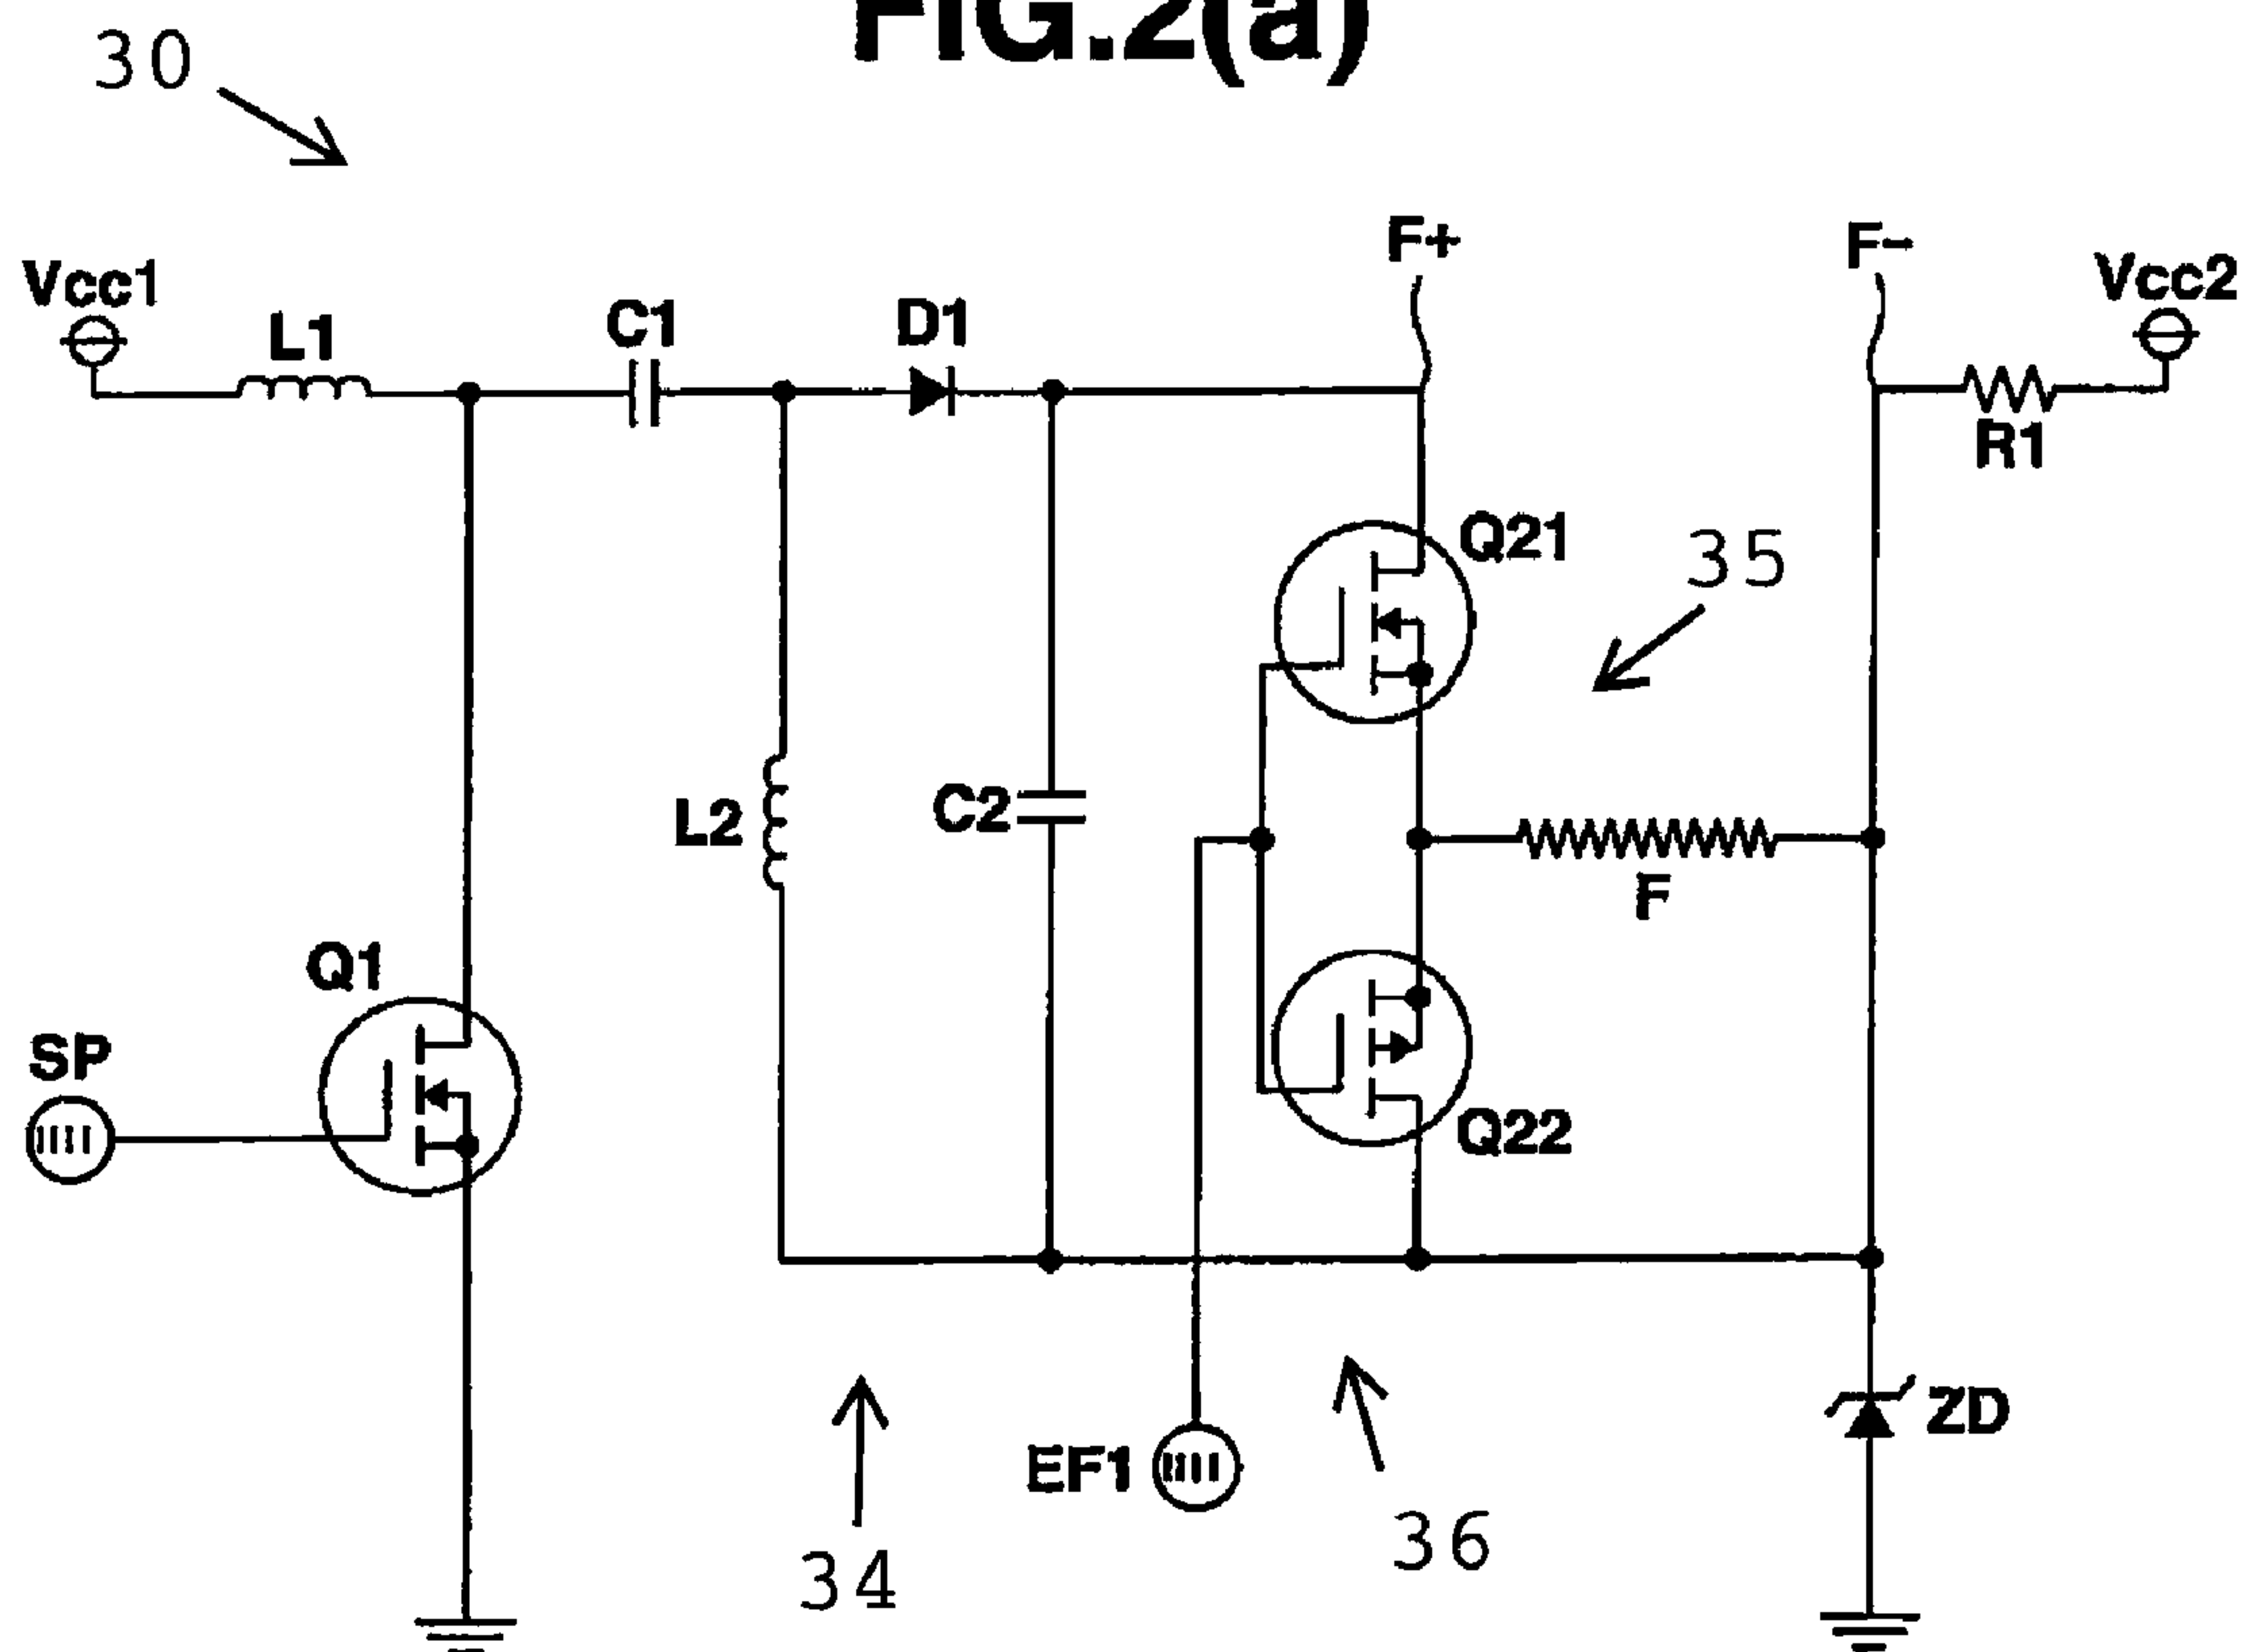 FIG.2(a)
30
F+
F-
Vcc1
Vcc2
L1
C1
D1
R1
Q21
35
L2
C2
F
Q1
SP
Q22
ZD
EF1
36
34